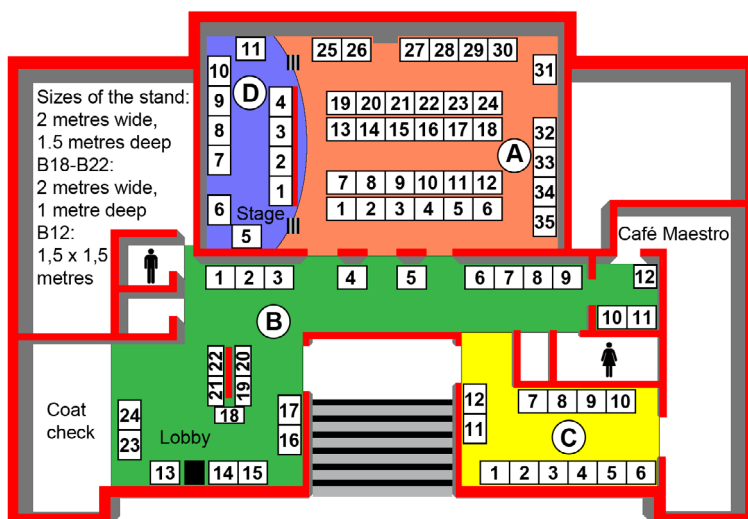 11
25 26
27 28 29 30
10
D
31
Sizes of the stand:
2 metres wide,
1.5 metres deep
B18-B22:
2 metres wide,
1 metre deep
B12:
1,5 x 1,5
metres
9
8
7
6
5
4
3
2
1
Stage
19 20 21 22 23 24
13 14 15 16 17 18
A
7 8 9 10 11 12
1 2 3 4 5 6
32
33
34
35
Café Maestro
1 2 3
4
5
6 7 8 9
12
10 11
B
22
21
20
19
18
24
23
17
16
Coat
check
Lobby
13
14 15
12
11
7 8 9 10
C
1 2 3 4 5 6